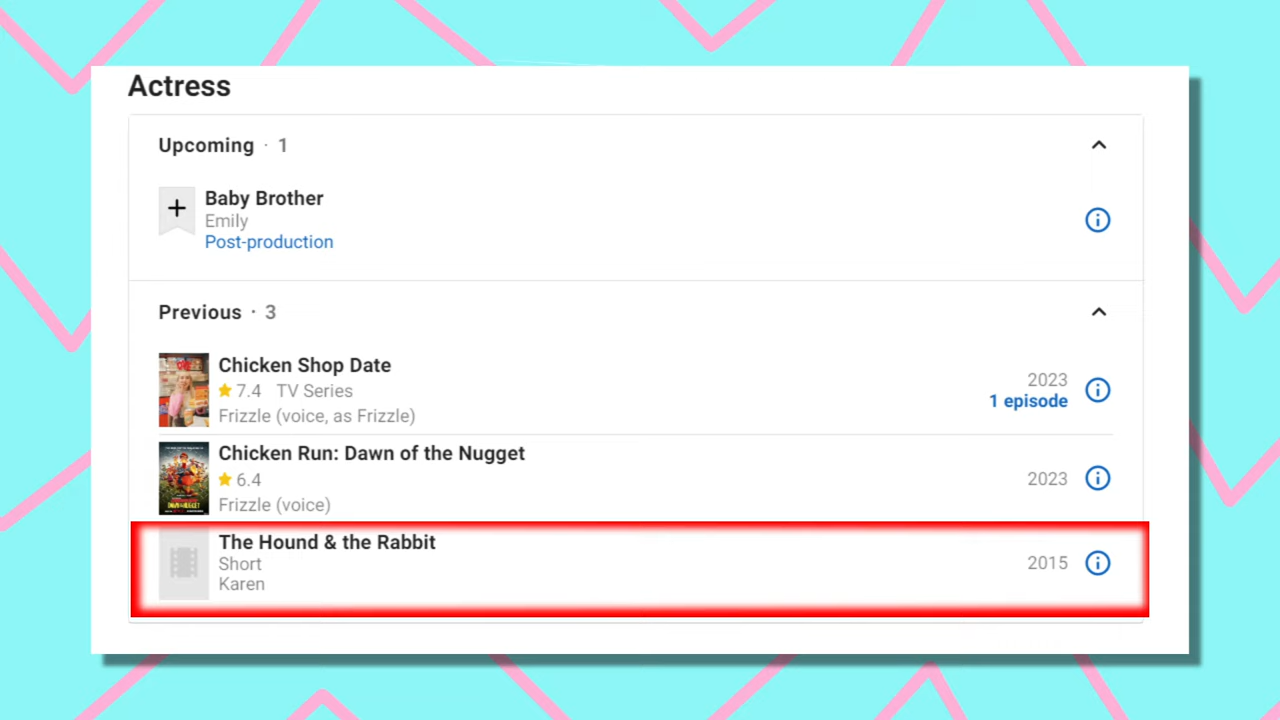 Actress
Upcoming · 1
Baby Brother
Emily
Post-production
Previous · 3
Chicken Shop Date
7.4 TV Series
Frizzle (voice, as Frizzle)
2023
1 episode
Chicken Run: Dawn of the Nugget
6.4
Frizzle (voice)
2023
The Hound & the Rabbit
Short
Karen
2015